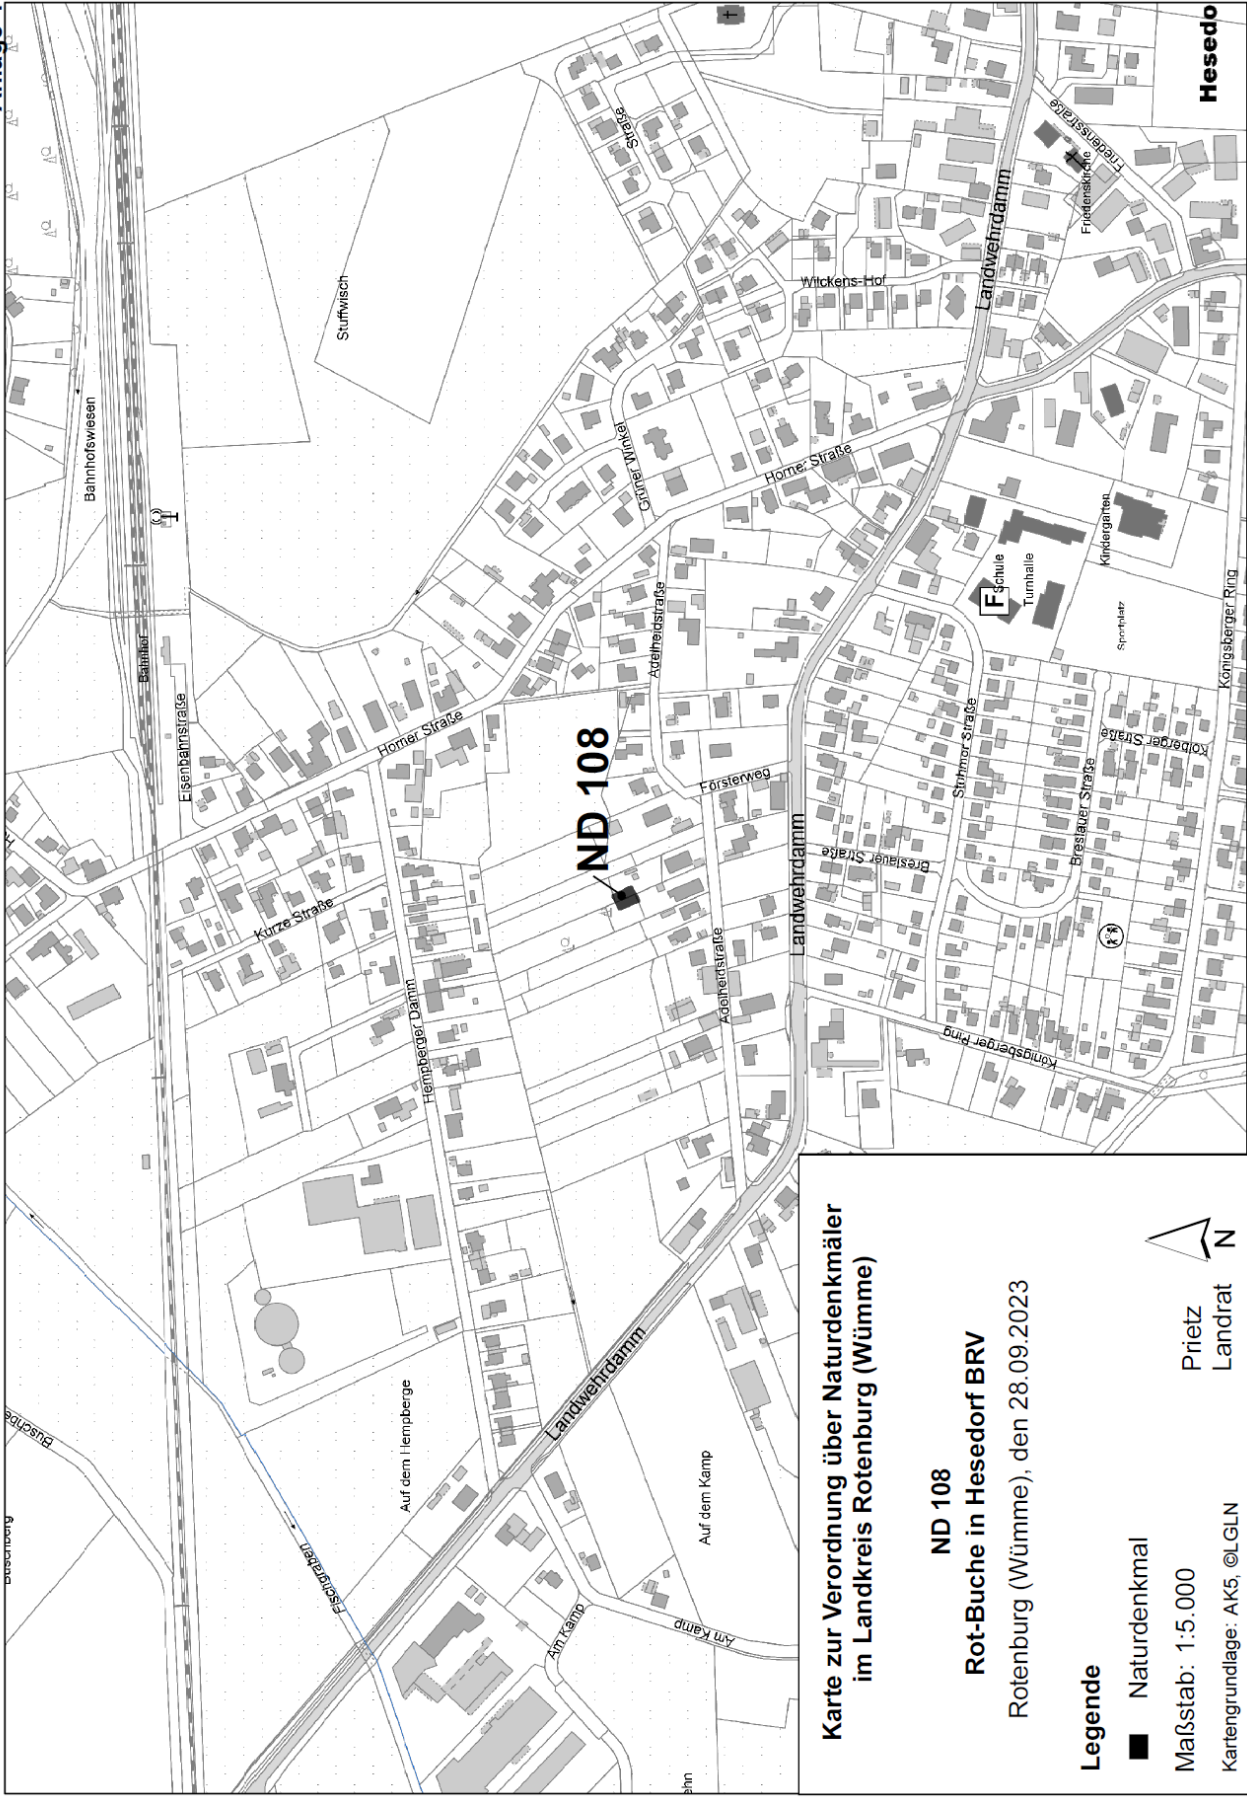 Stuffwisch
Bahnhofswiesen
Bahnhof
Eisenbahnstraße
Horner Straße
Horner Straße
Grüner Winkel
Straße
Wilckens-Hof
Landwehrdamm
Friedensstraße
Friedenskirche
Hesedo
Adelheidstraße
Försterweg
ND 108
Kurze Straße
Hempberger Damm
Adelheidstraße
Landwehrdamm
F
Schule
Turnhalle
Kindergarten
Sportplatz
Königsberger Ring
Stuhmor Straße
Kolberger Straße
Breslauer Straße
Breslauer Straße
Königsberger Ring
Buschbe
Fischgraben
Auf dem Hempberge
Landwehrdamm
Auf dem Kamp
Am Kamp
Am Kamp
Karte zur Verordnung über Naturdenkmäler
im Landkreis Rotenburg (Wümme)
ND 108
Rot-Buche in Hesedorf BRV
Rotenburg (Wümme), den 28.09.2023
Legende
Naturdenkmal
Maßstab: 1:5.000
Kartengrundlage: AK5, ©LGLN
Prietz
Landrat
N